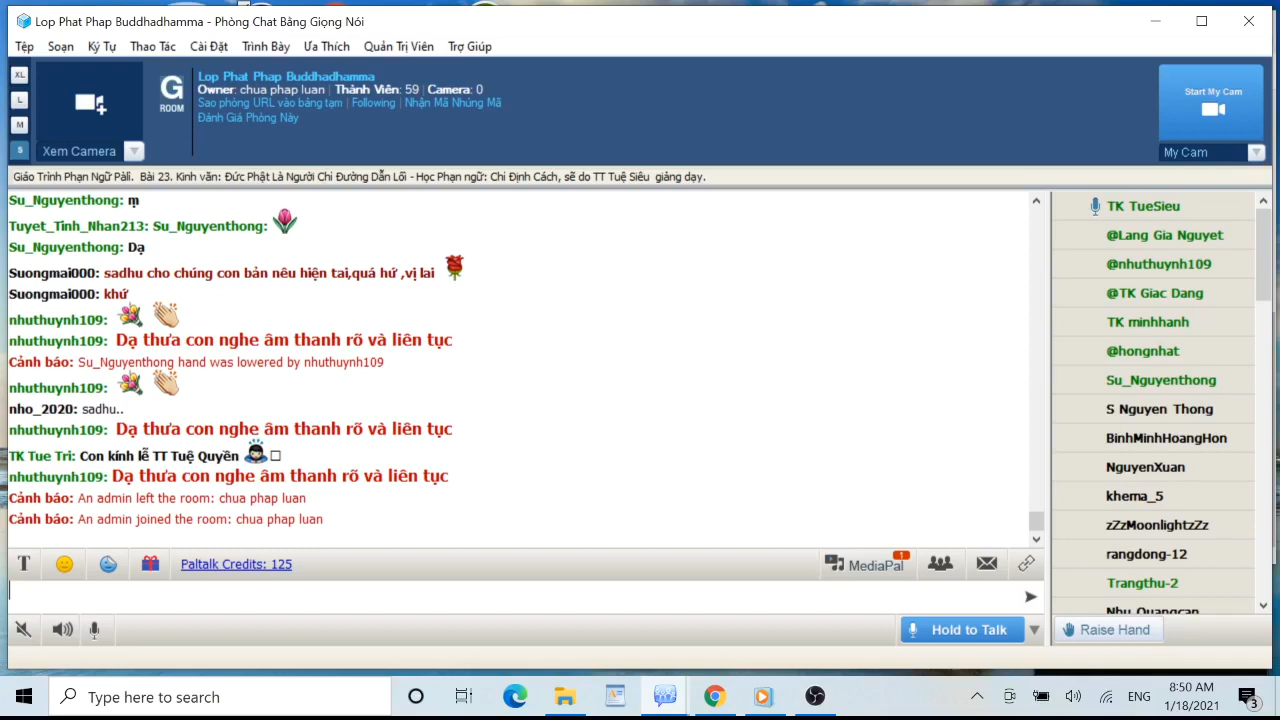 Lop Phat Phap Buddhadhamma - Phòng Chat Bằng Giọng Nói
Tệp Soạn Ký Tự Thao Tác Cài Đặt Trình Bày Ưa Thích Quản Trị Viên Trợ Giúp
XL
L
M
S
Xem Camera
G
ROOM
Lop Phat Phap Buddhadhamma
Owner: chua phap luan | Thành Viên: 59 | Camera: 0
Sao phòng URL vào bảng tạm | Following | Nhận Mã Nhúng Mã
Đánh Giá Phòng Này
Start My Cam
My Cam
Giáo Trình Phạn Ngữ Pàlì. Bài 23. Kinh văn: Đức Phật Là Người Chỉ Đường Dẫn Lối - Học Phạn ngữ: Chỉ Định Cách, sẽ do TT Tuệ Siêu giảng dạy.
Su_Nguyenthong: ṃ
Tuyet_Tinh_Nhan213: Su_Nguyenthong:
Su_Nguyenthong: Dạ
Suongmai000: sadhu cho chúng con bản nêu hiện tai,quá hứ ,vị lai
Suongmai000: khứ
nhuthuynh109:
nhuthuynh109: Dạ thưa con nghe âm thanh rõ và liên tục
Cảnh báo: Su_Nguyenthong hand was lowered by nhuthuynh109
nhuthuynh109:
nho_2020: sadhu..
nhuthuynh109: Dạ thưa con nghe âm thanh rõ và liên tục
TK Tue Tri: Con kính lễ TT Tuệ Quyền
nhuthuynh109: Dạ thưa con nghe âm thanh rõ và liên tục
Cảnh báo: An admin left the room: chua phap luan
Cảnh báo: An admin joined the room: chua phap luan
TK TueSieu
@Lang Gia Nguyet
@nhuthuynh109
@TK Giac Dang
TK minhhanh
@hongnhat
Su_Nguyenthong
S Nguyen Thong
BinhMinhHoangHon
NguyenXuan
khema_5
zZzMoonlightzZz
rangdong-12
Trangthu-2
Nhu Quangcan
T Paltalk Credits: 125 MediaPal 1
Hold to Talk
Raise Hand
Type here to search
ENG
8:50 AM
1/18/2021
3